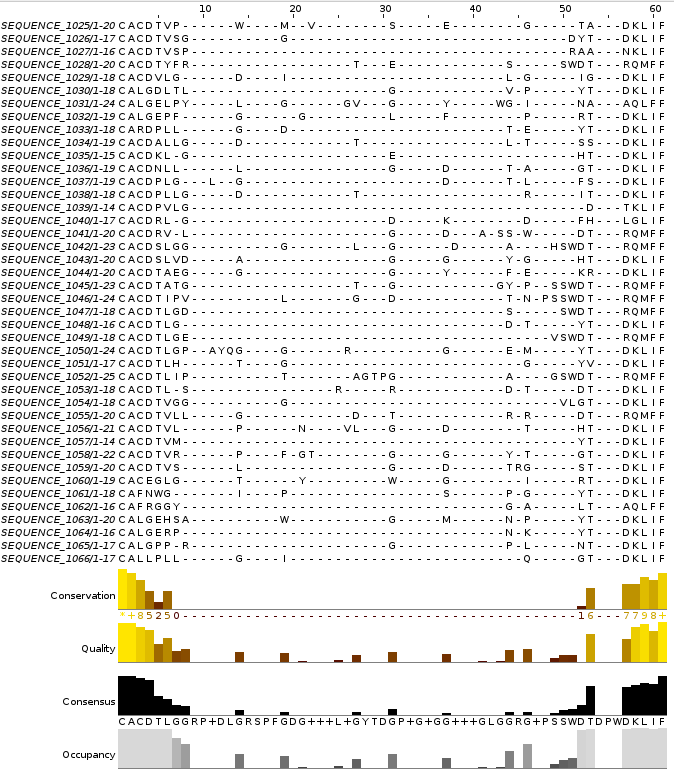 10 20 30 40 50 60
SEQUENCE_1025/1-20 CACDTVP------W----M--V--------S-----E--------G-----TA---DKLIF
SEQUENCE_1026/1-17 CACDTVSG----------G-------------------------------DYT---DKLIF
SEQUENCE_1027/1-16 CACDTVSP------------------------------------------RAA---NKLIF
SEQUENCE_1028/1-20 CACDTYFR------------------T---E------------S-----SWDT---RQMFF
SEQUENCE_1029/1-18 CACDVLG------D----I------------------------L-G-----IG---DKLIF
SEQUENCE_1030/1-18 CALGDLTL----------------------G------------V-P-----YT---DKLIF
SEQUENCE_1031/1-24 CALGELPY-----L----G------GV---G-----Y-----WG-I-----NA---AQLFF
SEQUENCE_1032/1-19 CALGEPF------G------G---------L-----F--------P-----RT---DKLIF
SEQUENCE_1033/1-18 CARDPLL------G----D------------------------T-E-----YT---DKLIF
SEQUENCE_1034/1-19 CACDALLG-----D------------T----------------L-T-----SS---DKLIF
SEQUENCE_1035/1-15 CACDKL-G----------------------E--------------------HT---DKLIF
SEQUENCE_1036/1-19 CACDNLL------L----------------G-----D------T-A-----GT---DKLIF
SEQUENCE_1037/1-19 CACDPLG---L--G----------------------D------T-L-----FS---DKLIF
SEQUENCE_1038/1-18 CACDPLLG-----D------------T------------------R-----IT---DKLIF
SEQUENCE_1039/1-14 CACDRVLG--------------------------------------------D---TKLIF
SEQUENCE_1040/1-17 CACDRL-G----------------------D-----K--------D-----FH---LGLIF
SEQUENCE_1041/1-20 CACDRV-L----------------------G-----D---A-SS-W-----DT---RQMFF
SEQUENCE_1042/1-23 CACDSLGG----------G-------L---G------D-----A----HSWDT---RQMFF
SEQUENCE_1043/1-20 CACDSLVD-----A----------------G-----G------Y-G-----HT---DKLIF
SEQUENCE_1044/1-20 CACDTAEG-----G----------------G-----Y------F-E-----KR---DKLIF
SEQUENCE_1045/1-23 CACDTATG------------------T---G-----------GY-P--SSWDT---RQMFF
SEQUENCE_1046/1-24 CACDTIPV----------L-------G---D------------T-N-PSSWDT---RQMFF
SEQUENCE_1047/1-18 CACDTLGD-----------------------------------S-----SWDT---RQMFF
SEQUENCE_1048/1-16 CACDTLG------------------------------------D-T-----YT---DKLIF
SEQUENCE_1049/1-18 CACDTLGE----------------------------------------VSWDT---RQMFF
SEQUENCE_1050/1-24 CACDTLGP--AYQG----G------R----------G------E-M-----YT---DKLIF
SEQUENCE_1051/1-17 CACDTLH------T----G--------------------------G-----YV---DKLIF
SEQUENCE_1052/1-25 CACDTLIP----------T-------AGTPG------------A----GSWDT---RQMFF
SEQUENCE_1053/1-18 CACDTL-S----------------R-----R------------D-T-----DT---DKLIF
SEQUENCE_1054/1-18 CACDTVGG----------G------------------------------VLGT---DKLIF
SEQUENCE_1055/1-20 CACDTVLL-----G------------D---T------------R-R-----DT---RQMFF
SEQUENCE_1056/1-21 CACDTVL------P------N----VL---G-----D--------T-----HT---DKLIF
SEQUENCE_1057/1-14 CACDTVM--------------------------------------------YT---DKLIF
SEQUENCE_1058/1-22 CACDTVR------P----F-GT--------G-----G------Y-T-----GT---DKLIF
SEQUENCE_1059/1-20 CACDTVS------L----------------G-----D------TRG-----ST---DKLIF
SEQUENCE_1060/1-19 CACEGLG------T------Y---------W-----G--------I-----RT---DKLIF
SEQUENCE_1061/1-18 CAFNWG-------I----P-----------------S------P-G-----YT---DKLIF
SEQUENCE_1062/1-16 CAFRGGY------------------------------------G-A-----LT---AQLFF
SEQUENCE_1063/1-20 CALGEHSA----------W-----------G-----M------N-P-----YT---DKLIF
SEQUENCE_1064/1-16 CALGERP------------------------------------N-K-----YT---DKLIF
SEQUENCE_1065/1-17 CALGPP-R----------------------G------------P-L-----NT---DKLIF
SEQUENCE_1066/1-17 CALLPLL------G----I--------------------------Q-----GT---DKLIF
Conservation
*+85250--------------------------------------------16---7798+
Quality
Consensus
CACDTLGGRP+DLGRSPFGDG+++L+GYTDGP+G+GG+++GLGGRG+PSSWDTDPWDKLIF
Occupancy